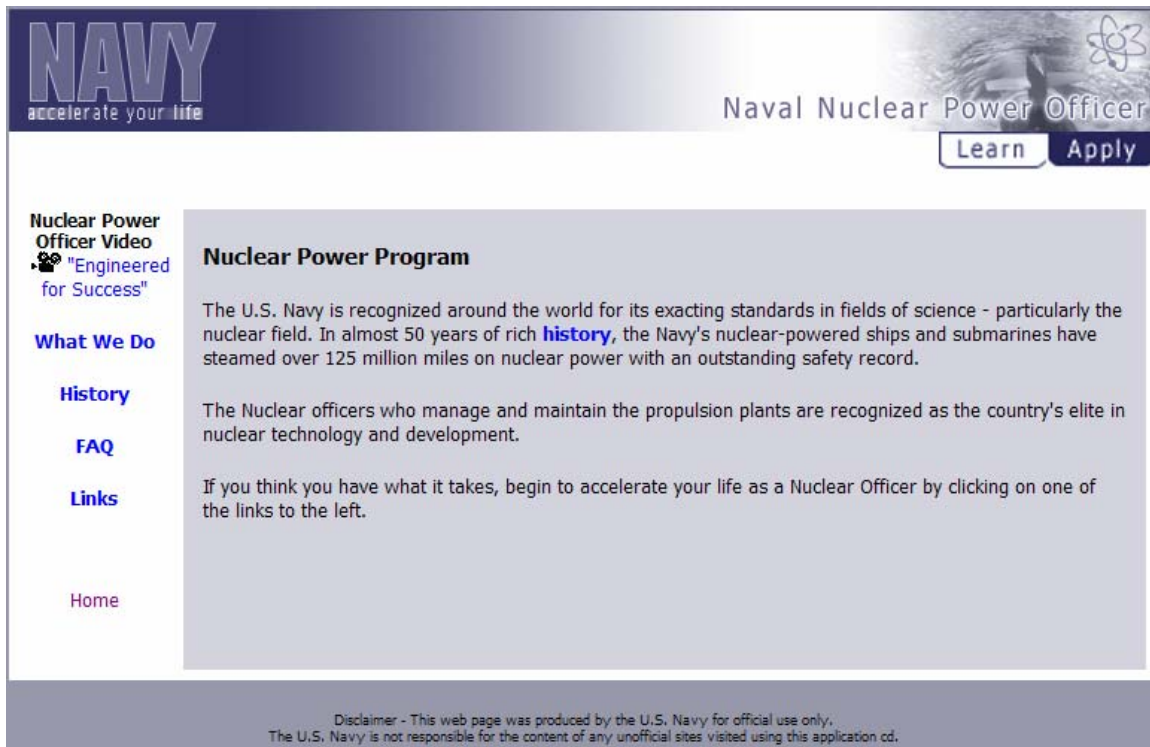 NAVY
accelerate your life
Naval Nuclear Power Officer
Learn Apply
Nuclear Power
Officer Video
"Engineered
for Success"
What We Do
History
FAQ
Links
Home
Nuclear Power Program
The U.S. Navy is recognized around the world for its exacting standards in fields of science - particularly the
nuclear field. In almost 50 years of rich history, the Navy's nuclear-powered ships and submarines have
steamed over 125 million miles on nuclear power with an outstanding safety record.
The Nuclear officers who manage and maintain the propulsion plants are recognized as the country's elite in
nuclear technology and development.
If you think you have what it takes, begin to accelerate your life as a Nuclear Officer by clicking on one of
the links to the left.
Disclaimer - This web page was produced by the U.S. Navy for official use only.
The U.S. Navy is not responsible for the content of any unofficial sites visited using this application cd.